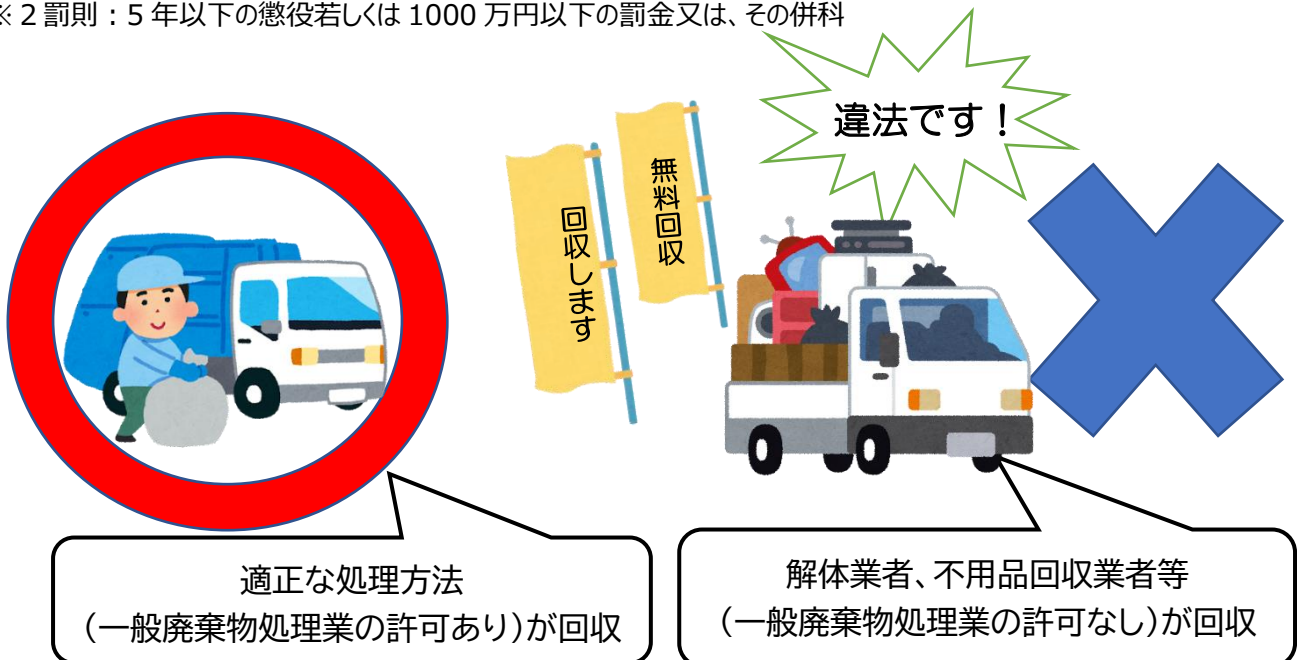 ※２罰則：5 年以下の懲役若しくは 1000 万円以下の罰金又は、その併科
違法です！
無料回収
回収します
適正な処理方法
（一般廃棄物処理業の許可あり）が回収
解体業者、不用品回収業者等
（一般廃棄物処理業の許可なし）が回収